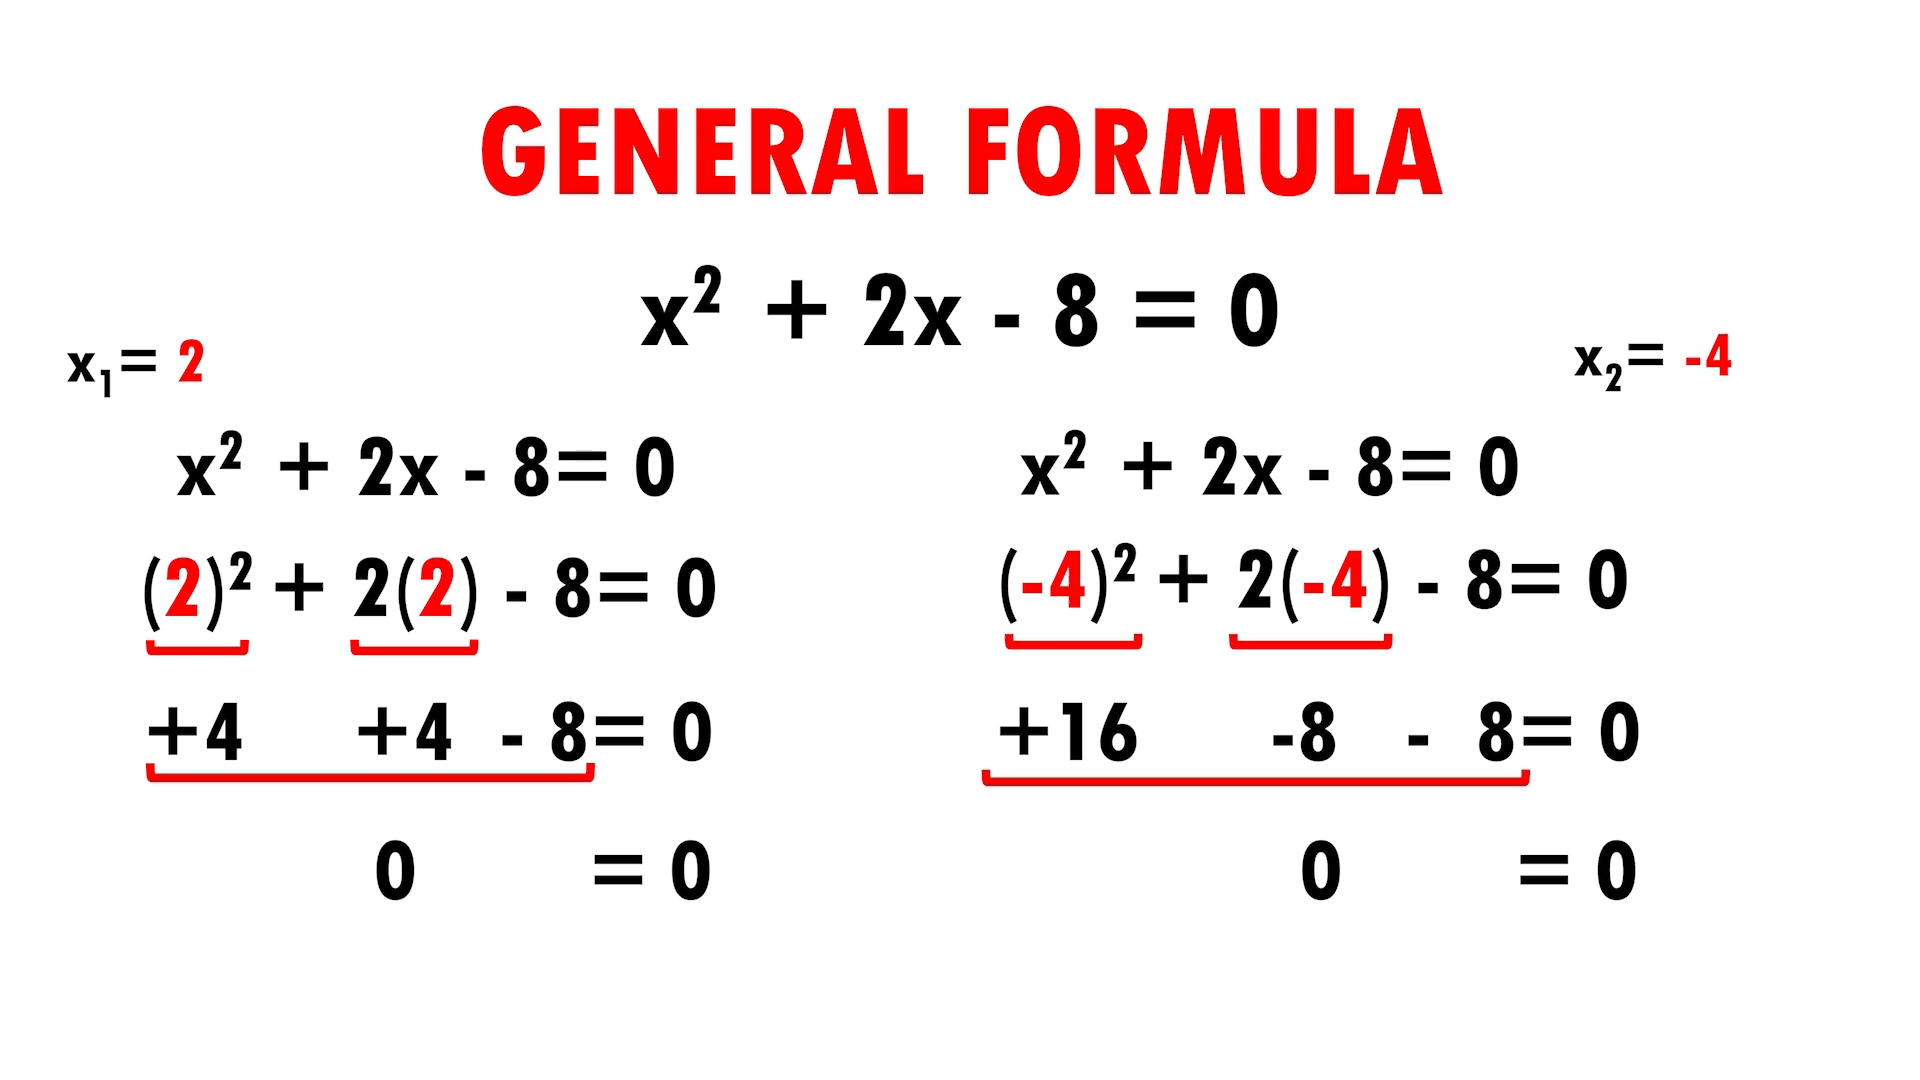 GENERAL FORMULA
x² + 2x - 8 = 0
x₁= 2
x₂= -4
x² + 2x - 8= 0
(2)² + 2(2) - 8= 0
+4 +4 - 8= 0
0 = 0
x² + 2x - 8= 0
(-4)² + 2(-4) - 8= 0
+16 -8 - 8= 0
0 = 0